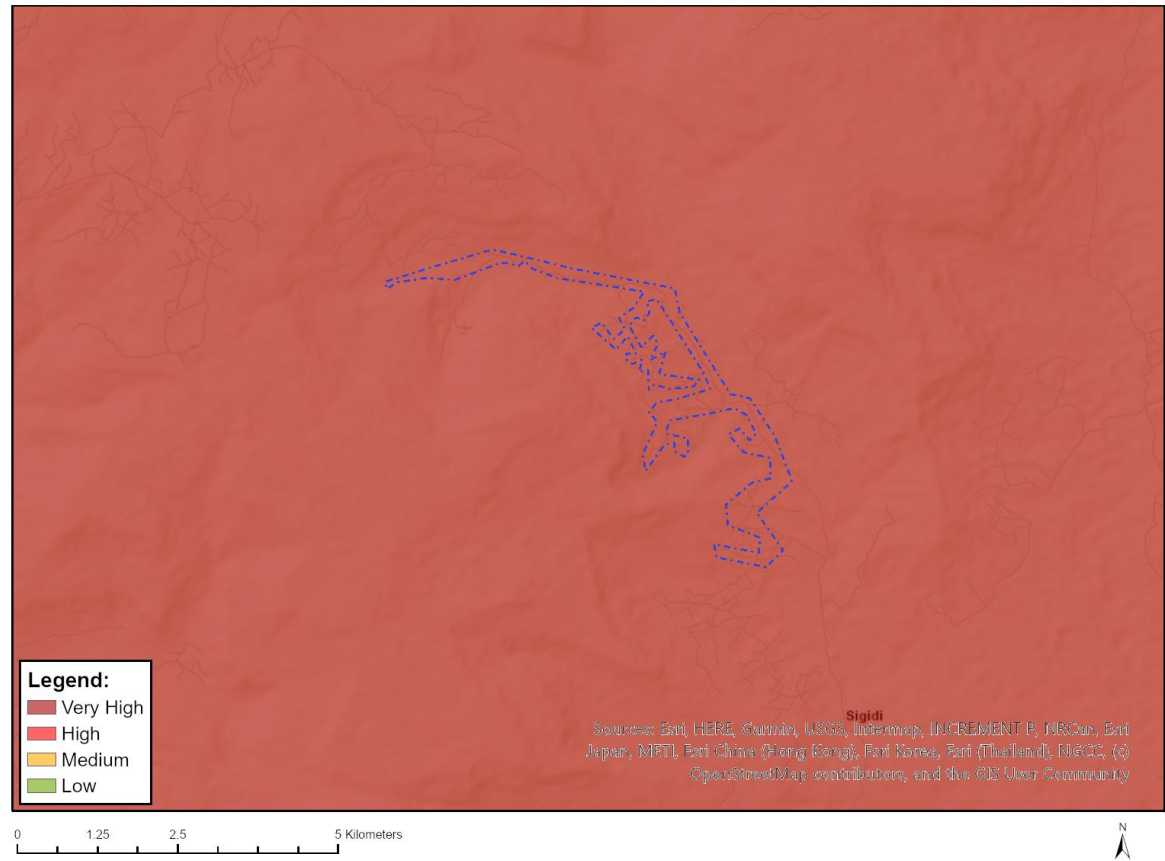 Legend:
Very High
High
Medium
Low
Sigidi
Sources: Esri, HERE, Garmin, USGS, Intermap, INCREMENT P, NRCan, Esri
Japan, METI, Esri China (Hong Kong), Esri Korea, Esri (Thailand), NGCC, (c)
OpenStreetMap contributors, and the GIS User Community
0 1.25 2.5 5 Kilometers
N